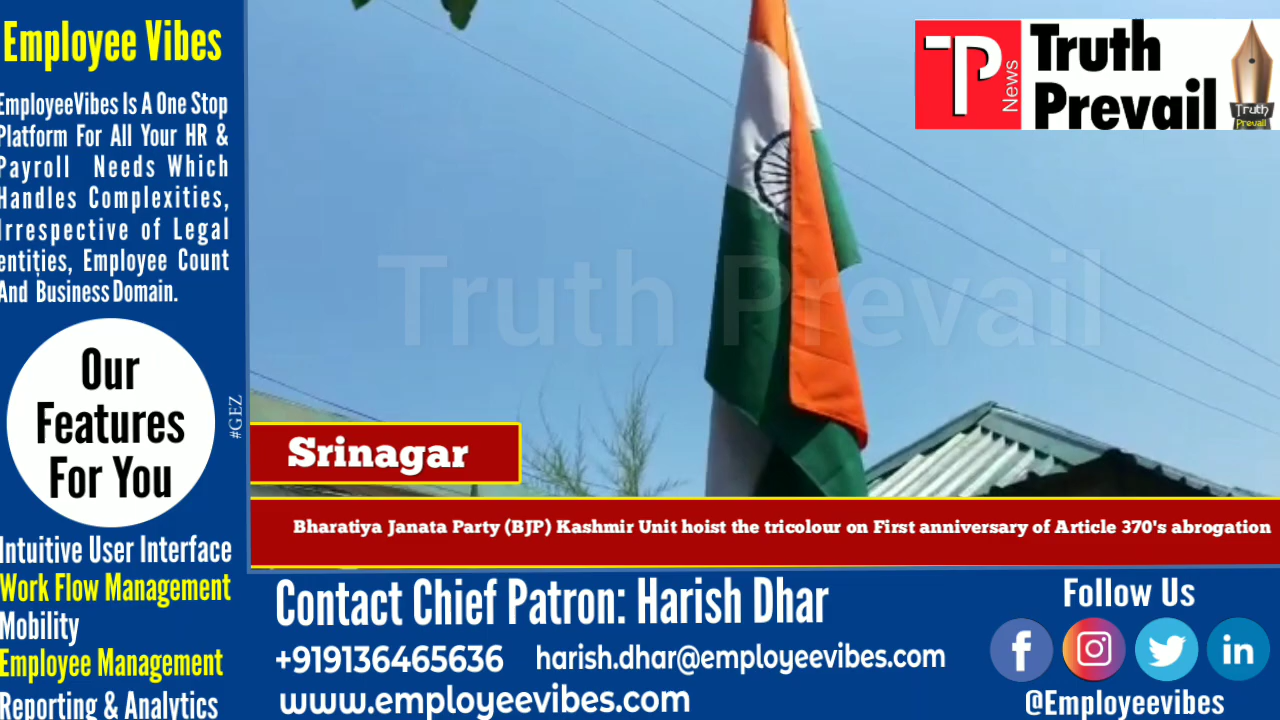 Employee Vibes
EmployeeVibes Is A One Stop
Platform For All Your HR &
Payroll Needs Which
Handles Complexities,
Irrespective of Legal
entities, Employee Count
And Business Domain.
Our
Features
For You
#GEZ
Intuitive User Interface
Work Flow Management
Mobility
Employee Management
Reporting & Analytics
TP News
Truth
Prevail
Truth
Prevail
Truth Prevail
Srinagar
Bharatiya Janata Party (BJP) Kashmir Unit hoist the tricolour on First anniversary of Article 370's abrogation
Contact Chief Patron: Harish Dhar
+919136465636 harish.dhar@employeevibes.com
www.employeevibes.com
Follow Us
f in
@Employeevibes